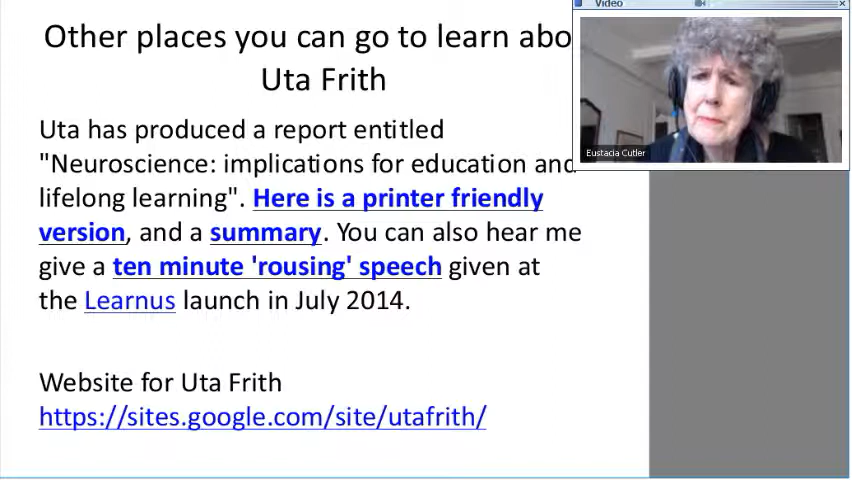 Other places you can go to learn abo
Uta Frith
Uta has produced a report entitled
"Neuroscience: implications for education and
lifelong learning". Here is a printer friendly
version, and a summary. You can also hear me
give a ten minute 'rousing' speech given at
the Learnus launch in July 2014.
Website for Uta Frith
https://sites.google.com/site/utafrith/
Video
Eustacia Cutler